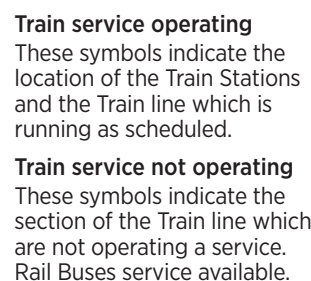 Train service operating
These symbols indicate the
location of the Train Stations
and the Train line which is
running as scheduled.
Train service not operating
These symbols indicate the
section of the Train line which
are not operating a service.
Rail Buses service available.